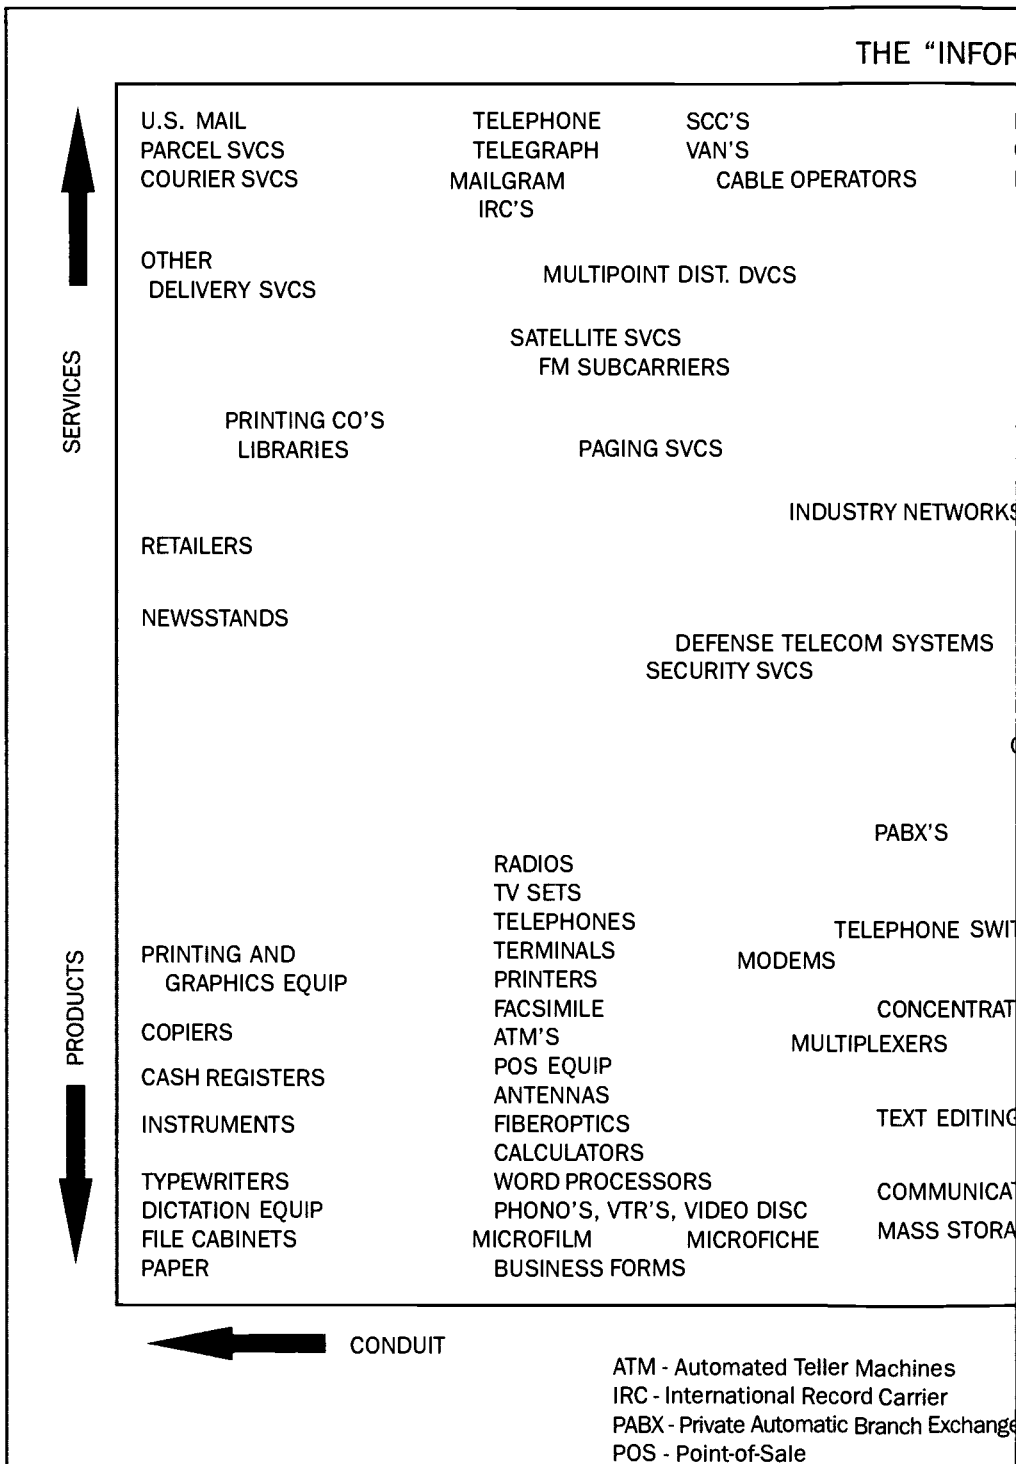 THE “INFOR
U.S. MAIL TELEPHONE SCC'S
PARCEL SVCS TELEGRAPH VAN'S
COURIER SVCS MAILGRAM CABLE OPERATORS
IRC'S
OTHER
DELIVERY SVCS MULTIPOINT DIST. DVCS
SATELLITE SVCS
FM SUBCARRIERS
SERVICES
PRINTING CO'S
LIBRARIES PAGING SVCS
INDUSTRY NETWORKS
RETAILERS
NEWSSTANDS
DEFENSE TELECOM SYSTEMS
SECURITY SVCS
PABX'S
RADIOS
TV SETS
TELEPHONES TELEPHONE SWIT
PRINTING AND TERMINALS MODEMS
GRAPHICS EQUIP PRINTERS
PRODUCTS
FACSIMILE CONCENTRAT
COPIERS ATM'S MULTIPLEXERS
POS EQUIP
CASH REGISTERS
ANTENNAS
INSTRUMENTS FIBEROPTICS TEXT EDITING
CALCULATORS
TYPEWRITERS WORD PROCESSORS COMMUNICAT
DICTATION EQUIP PHONO'S, VTR'S, VIDEO DISC
FILE CABINETS MICROFILM MICROFICHE MASS STORA
PAPER BUSINESS FORMS
CONDUIT
ATM - Automated Teller Machines
IRC - International Record Carrier
PABX - Private Automatic Branch Exchange
POS - Point-of-Sale